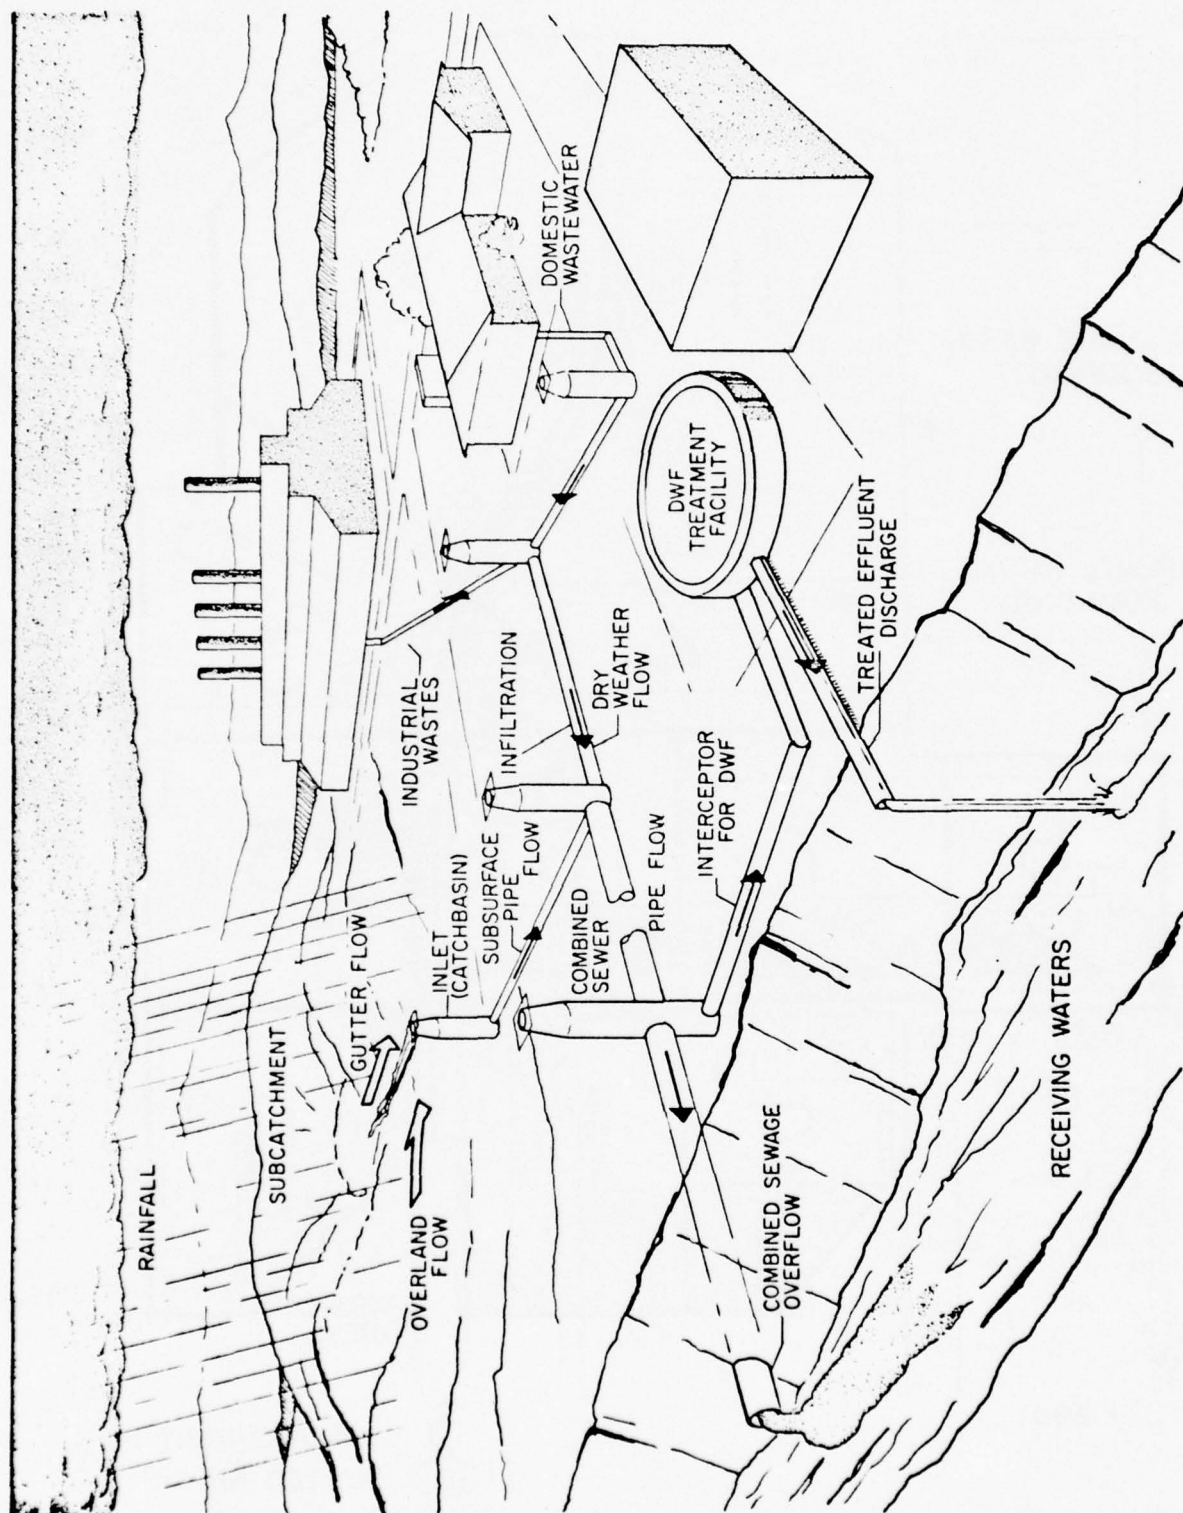 RAINFALL
SUBCATCHMENT
GUTTER FLOW
OVERLAND
FLOW
INLET
(CATCHBASIN)
SUBSURFACE
PIPE
FLOW
INDUSTRIAL
WASTES
INFILTRATION
DOMESTIC
WASTEWATER
COMBINED
SEWER
DRY
WEATHER
FLOW
PIPE FLOW
DWF
TREATMENT
FACILITY
INTERCEPTOR
FOR DWF
COMBINED SEWAGE
OVERFLOW
TREATED EFFLUENT
DISCHARGE
RECEIVING WATERS